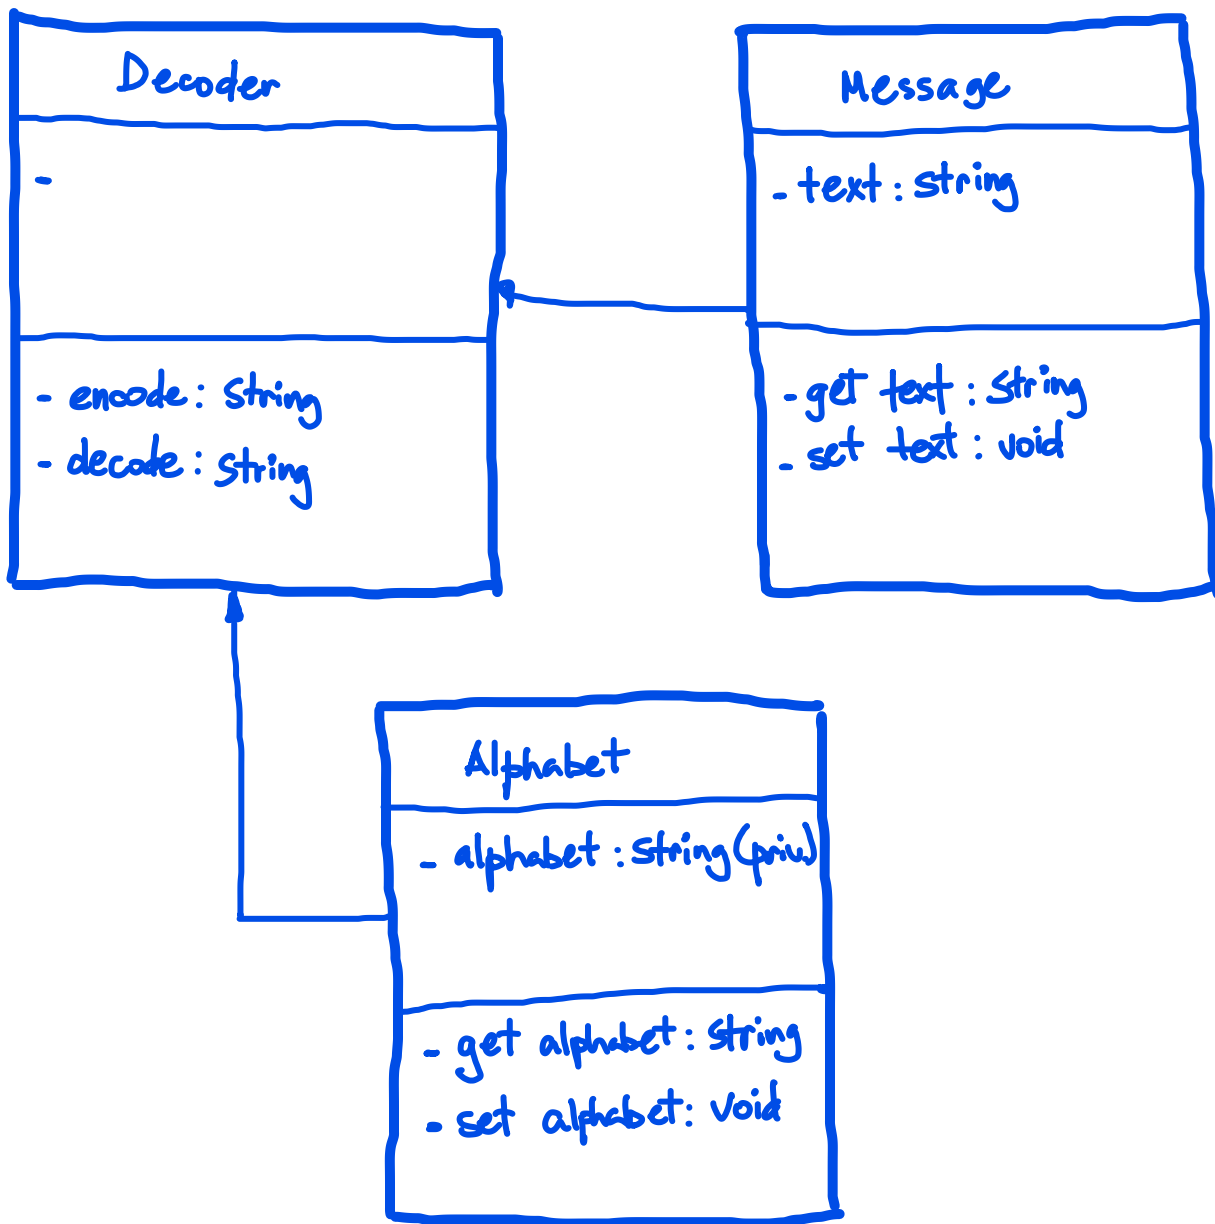 Decoder
-
- encode: string
- decode: string
Message
- text: string
- get text: string
- set text: void
Alphabet
- alphabet: string(priv)
- get alphabet: string
- set alphabet: void